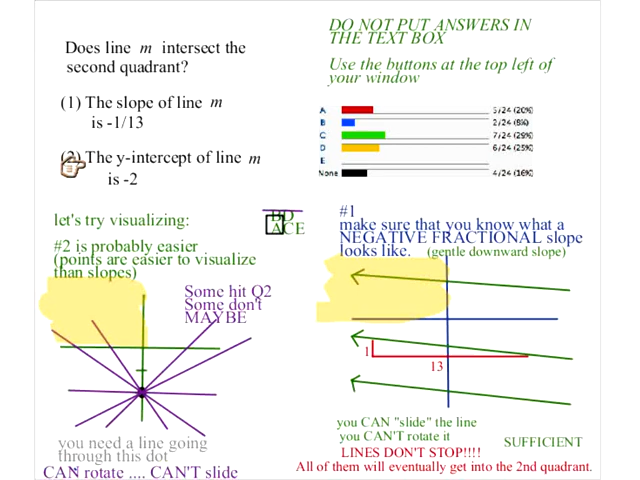 Does line m intersect the
second quadrant?
(1) The slope of line m
is -1/13
(2) The y-intercept of line m
is -2
DO NOT PUT ANSWERS IN
THE TEXT BOX
Use the buttons at the top left of
your window
A 5/24 (20%)
B 2/24 (8%)
C 7/24 (29%)
D 6/24 (25%)
E
None 4/24 (16%)
let's try visualizing:
BD
ACE
#2 is probably easier
(points are easier to visualize
than slopes)
Some hit Q2
Some don't
MAYBE
you need a line going
through this dot
CAN rotate .... CAN'T slide
#1
make sure that you know what a
NEGATIVE FRACTIONAL slope
looks like. (gentle downward slope)
1
13
you CAN "slide" the line
you CAN'T rotate it
SUFFICIENT
LINES DON'T STOP!!!!
All of them will eventually get into the 2nd quadrant.